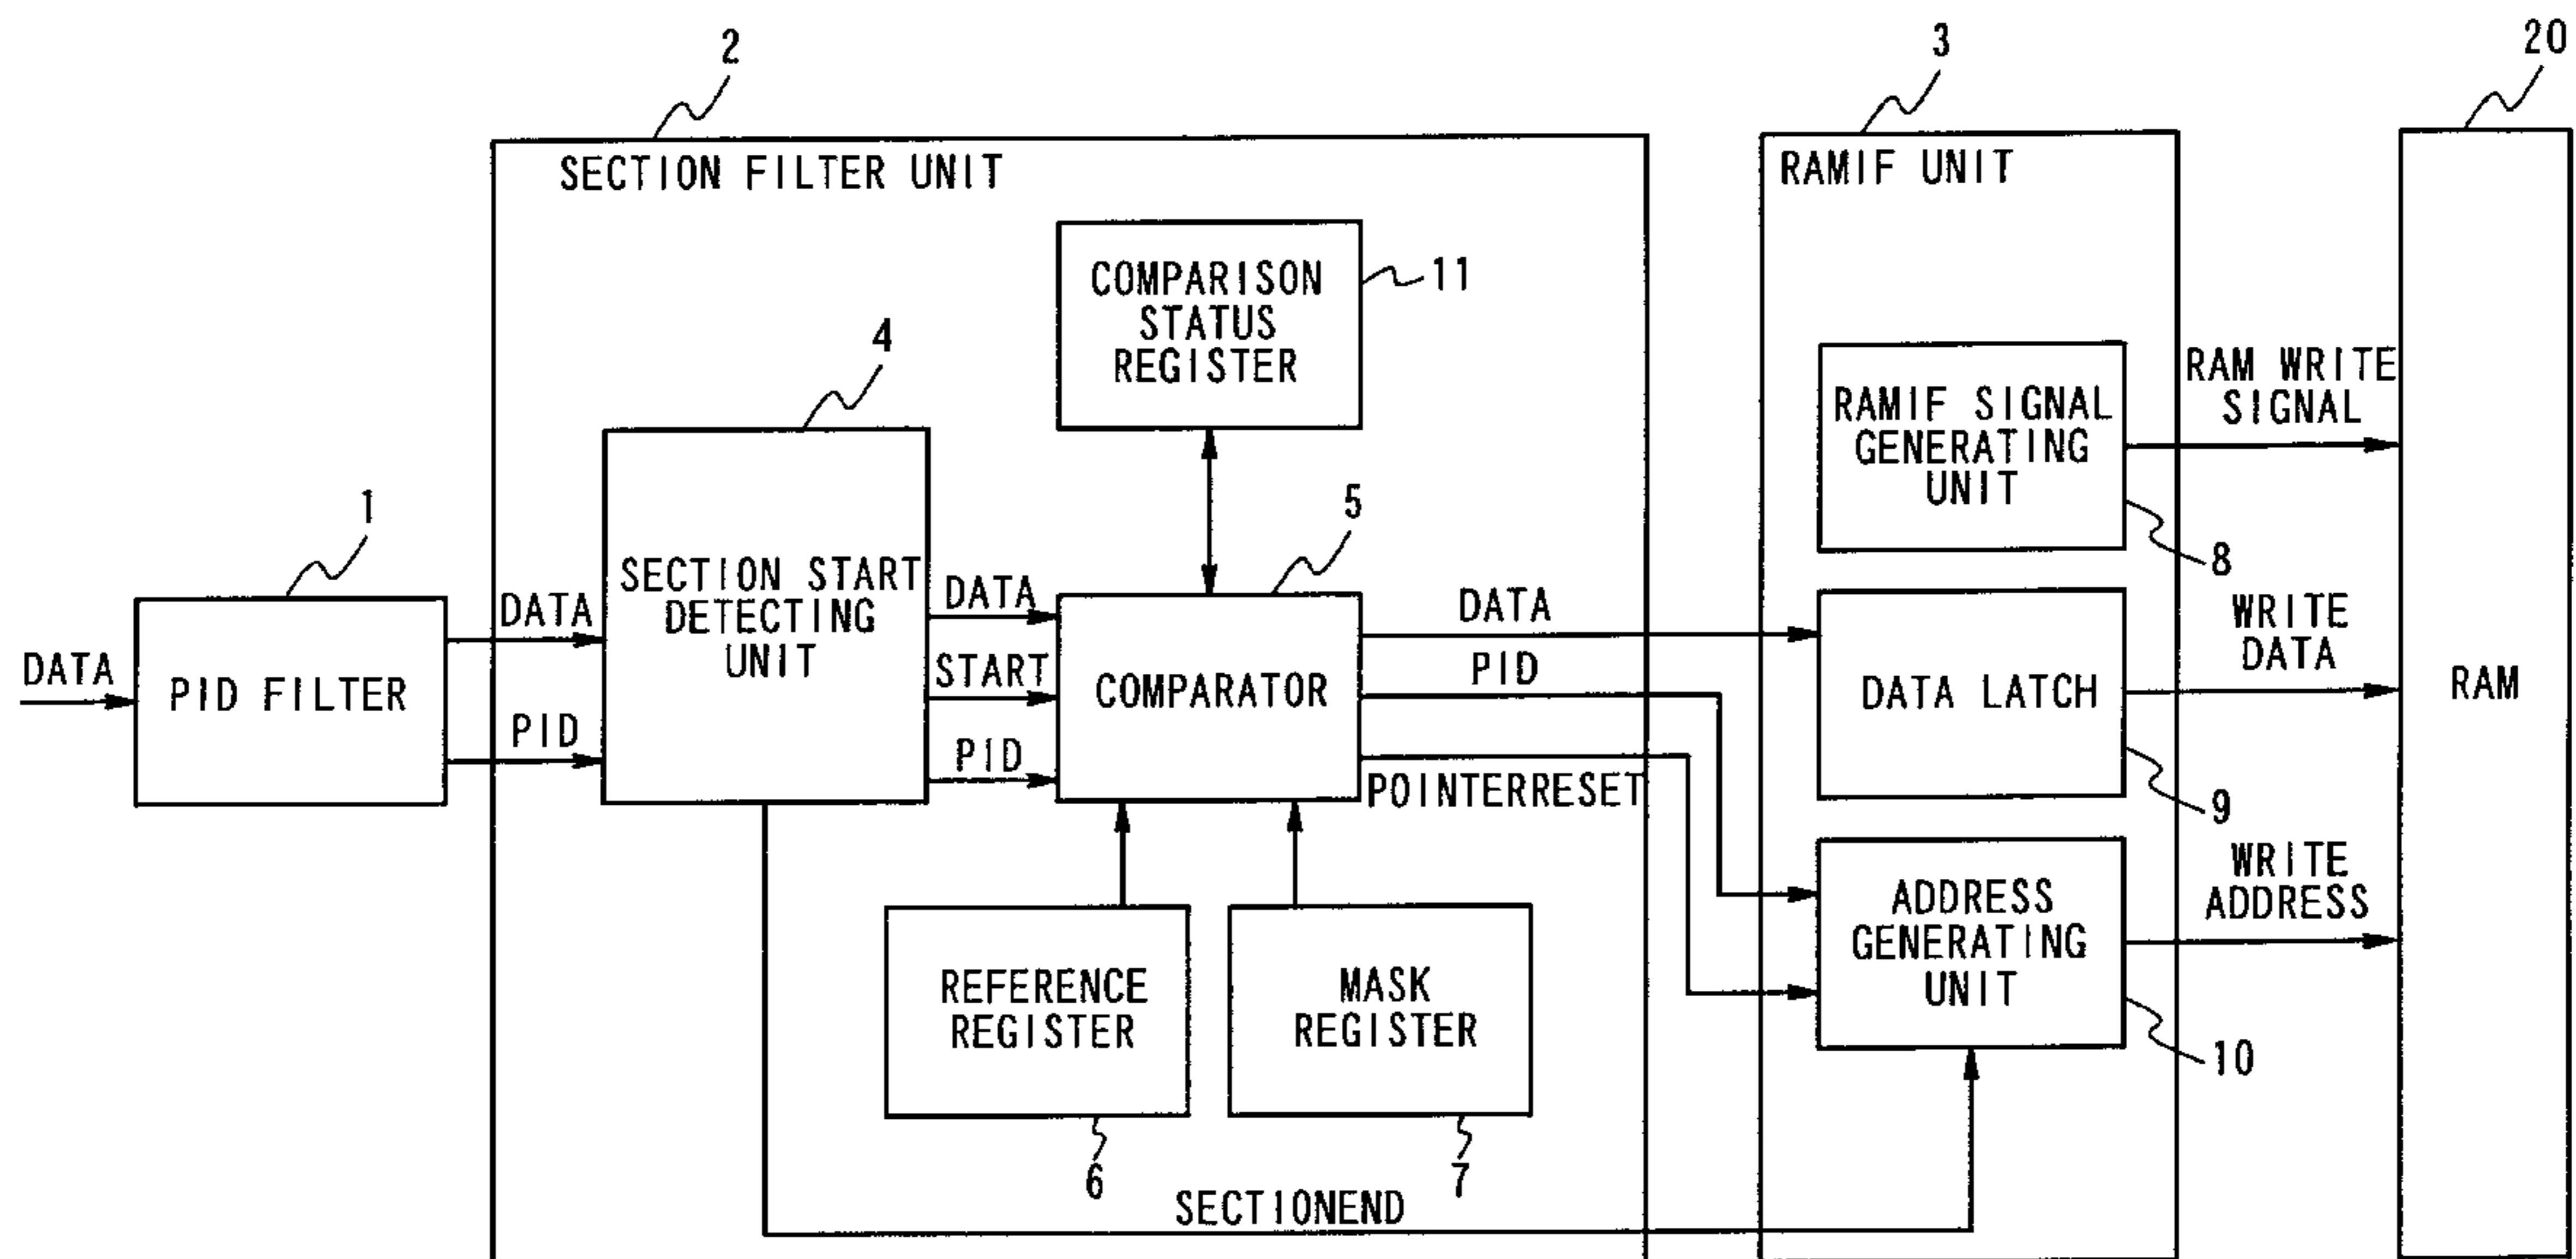 2
3
20
SECTION FILTER UNIT
RAMIF UNIT
COMPARISON
STATUS
REGISTER
11
4
RAMIF SIGNAL
GENERATING
UNIT
8
RAM WRITE
SIGNAL
1
5
DATA
PID FILTER
DATA
PID
SECTION START
DETECTING
UNIT
DATA
START
PID
COMPARATOR
DATA
PID
POINTERRESET
DATA LATCH
9
WRITE
DATA
RAM
ADDRESS
GENERATING
UNIT
10
WRITE
ADDRESS
REFERENCE
REGISTER
6
MASK
REGISTER
7
SECTIONEND